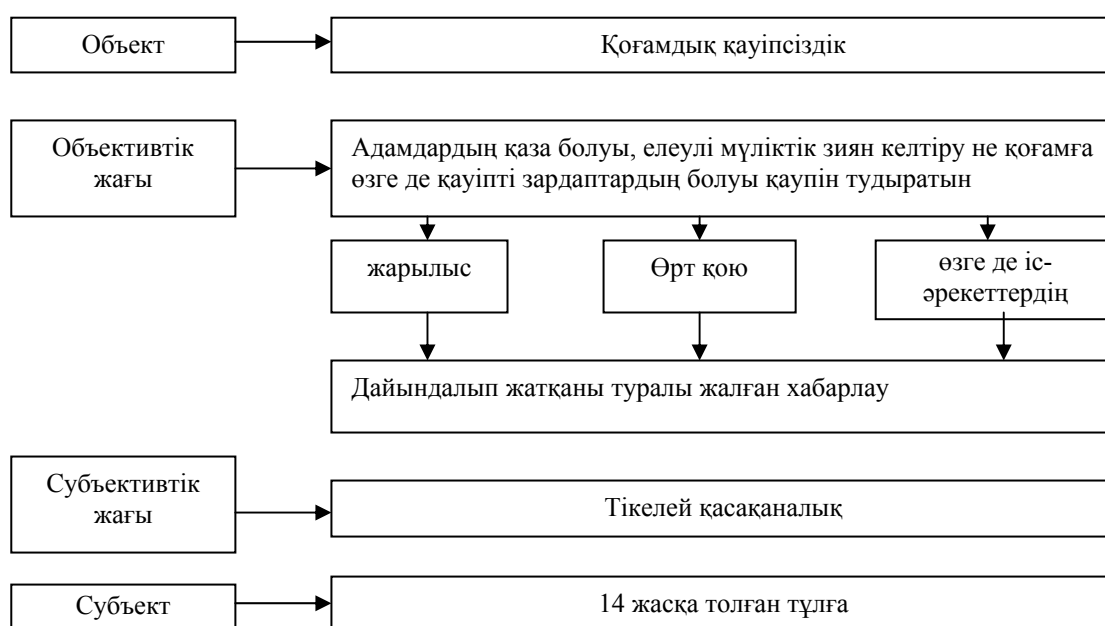 Объект
Қоғамдық қауіпсіздік
Объективтік
жағы
Адамдардың қаза болуы, елеулі мүліктік зиян келтіру не қоғамға
өзге де қауіпті зардаптардың болуы қаупін тудыратын
жарылыс
Өрт қою
өзге де іс-
әрекеттердің
Дайындалып жатқаны туралы жалған хабарлау
Субъективтік
жағы
Тікелей қасақаналық
Субъект
14 жасқа толған тұлға